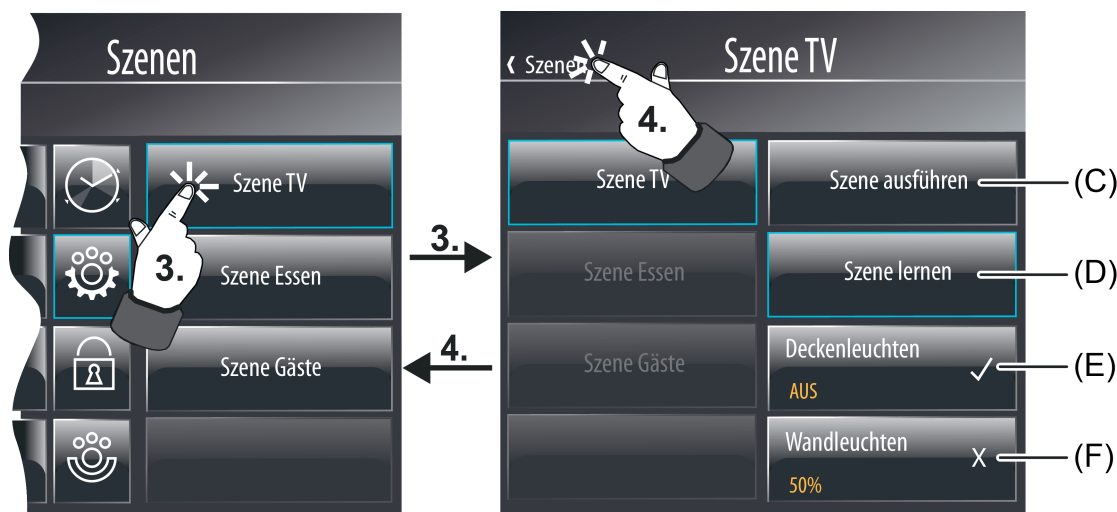 Szenen
Szene TV
3.
Szene Essen
Szene Gäste
3.
4.
‹ Szenen
Szene TV
4.
Szene TV
Szene ausführen
(C)
Szene Essen
Szene lernen
(D)
Szene Gäste
Deckenleuchten
AUS
(E)
Wandleuchten
X
50%
(F)